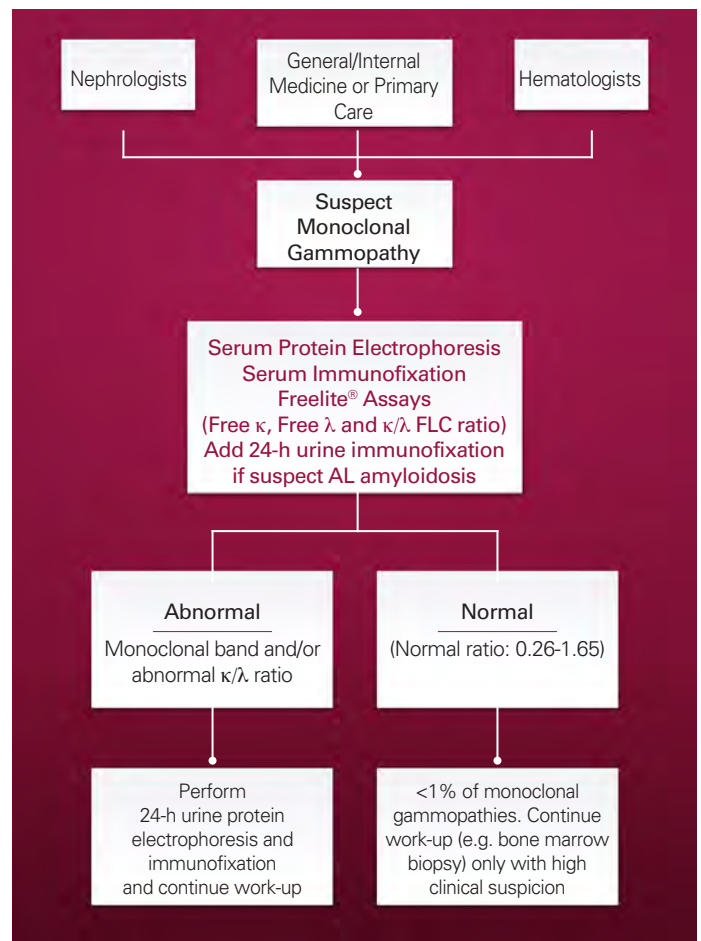 Nephrologists
General/Internal
Medicine or Primary
Care
Hematologists
Suspect
Monoclonal
Gammopathy
Serum Protein Electrophoresis
Serum Immunofixation
Freelite® Assays
(Free κ, Free λ and κ/λ FLC ratio)
Add 24-h urine immunofixation
if suspect AL amyloidosis
Abnormal
Monoclonal band and/or
abnormal κ/λ ratio
Normal
(Normal ratio: 0.26-1.65)
Perform
24-h urine protein
electrophoresis and
immunofixation
and continue work-up
<1% of monoclonal
gammopathies. Continue
work-up (e.g. bone marrow
biopsy) only with high
clinical suspicion